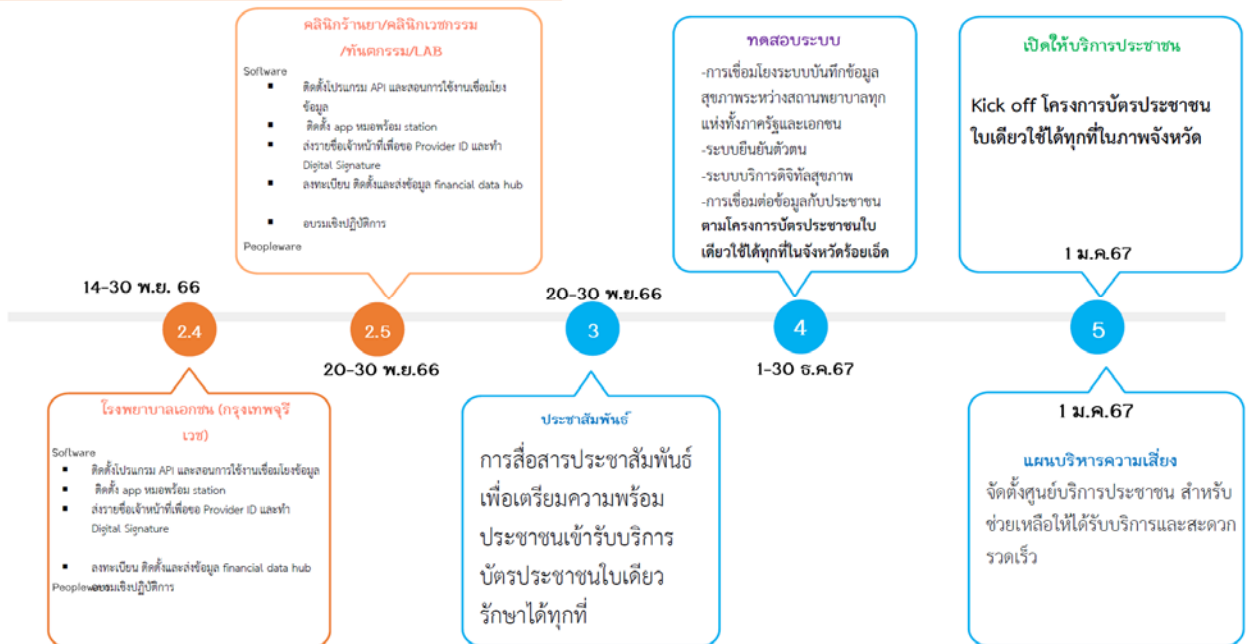 คลินิกร้านยา/คลินิกเวชกรรม
/ทันตกรรม/LAB
Software
▪ ติดตั้งโปรแกรม API และสอนการใช้งานเชื่อมโยง
ข้อมูล
▪ ติดตั้ง app หมอพร้อม station
▪ ส่งรายชื่อเจ้าหน้าที่เพื่อขอ Provider ID และทำ
Digital Signature
▪ ลงทะเบียน ติดตั้งและส่งข้อมูล financial data hub
▪ อบรมเชิงปฏิบัติการ
Peopleware
ทดสอบระบบ
-การเชื่อมโยงระบบบันทึกข้อมูล
สุขภาพระหว่างสถานพยาบาลทุก
แห่งทั้งภาครัฐและเอกชน
-ระบบยืนยันตัวตน
-ระบบบริการดิจิทัลสุขภาพ
-การเชื่อมต่อข้อมูลกับประชาชน
ตามโครงการบัตรประชาชนใบ
เดียวใช้ได้ทุกที่ในจังหวัดร้อยเอ็ด
เปิดให้บริการประชาชน
Kick off โครงการบัตรประชาชน
ใบเดียวใช้ได้ทุกที่ในภาพจังหวัด
1 ม.ค.67
14-30 พ.ย. 66
20-30 พ.ย.66
2.4
2.5
3
4
5
20-30 พ.ย.66
1-30 ธ.ค.67
โรงพยาบาลเอกชน (กรุงเทพจุรี
เวช)
Software
▪ ติดตั้งโปรแกรม API และสอนการใช้งานเชื่อมโยงข้อมูล
▪ ติดตั้ง app หมอพร้อม station
▪ ส่งรายชื่อเจ้าหน้าที่เพื่อขอ Provider ID และทำ
Digital Signature
▪ ลงทะเบียน ติดตั้งและส่งข้อมูล financial data hub
Peopleware อบรมเชิงปฏิบัติการ
ประชาสัมพันธ์
การสื่อสารประชาสัมพันธ์
เพื่อเตรียมความพร้อม
ประชาชนเข้ารับบริการ
บัตรประชาชนใบเดียว
รักษาได้ทุกที่
1 ม.ค.67
แผนบริหารความเสี่ยง
จัดตั้งศูนย์บริการประชาชน สำหรับ
ช่วยเหลือให้ได้รับบริการและสะดวก
รวดเร็ว